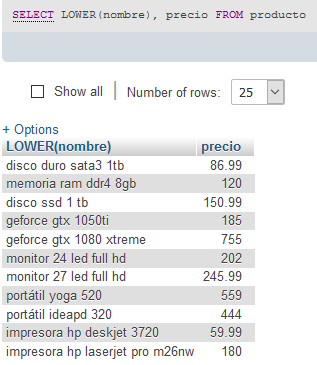 SELECT LOWER(nombre), precio FROM producto
Show all | Number of rows: 25
+ Options
LOWER(nombre) precio
disco duro sata3 1tb 86.99
memoria ram ddr4 8gb 120
disco ssd 1 tb 150.99
geforce gtx 1050ti 185
geforce gtx 1080 xtreme 755
monitor 24 led full hd 202
monitor 27 led full hd 245.99
portátil yoga 520 559
portátil ideapd 320 444
impresora hp deskjet 3720 59.99
impresora hp laserjet pro m26nw 180